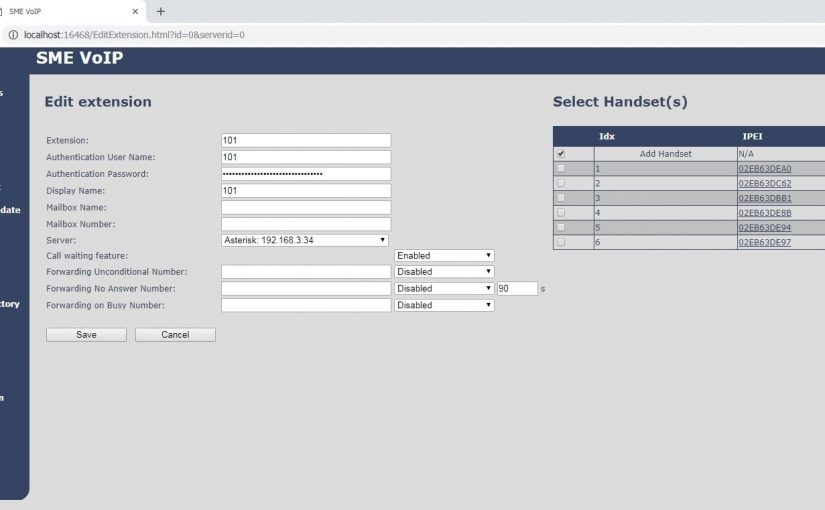 SME VoIP
localhost:16468/EditExtension.html?id=0&serverid=0
SME VoIP
s
date
ctory
n
Edit extension
Extension: 101
Authentication User Name: 101
Authentication Password: ••••••••••••••••••••••••••••••••
Display Name: 101
Mailbox Name:
Mailbox Number:
Server: Asterisk: 192.168.3.34
Call waiting feature: Enabled
Forwarding Unconditional Number: Disabled
Forwarding No Answer Number: Disabled 90 s
Forwarding on Busy Number: Disabled
Save Cancel
Select Handset(s)
Idx IPEI
Add Handset N/A
1 02EB63DEA0
2 02EB63DC62
3 02EB63DBB1
4 02EB63DE8B
5 02EB63DE94
6 02EB63DE97